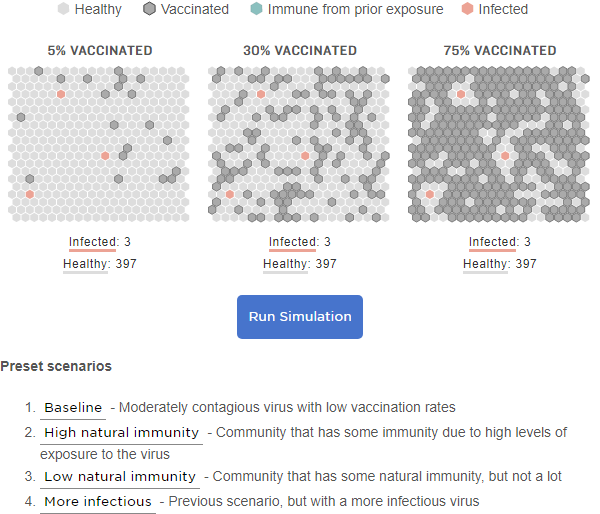 Healthy Vaccinated Immune from prior exposure Infected
5% VACCINATED 30% VACCINATED 75% VACCINATED
Infected: 3 Infected: 3 Infected: 3
Healthy: 397 Healthy: 397 Healthy: 397
Run Simulation
Preset scenarios
1. Baseline - Moderately contagious virus with low vaccination rates
2. High natural immunity - Community that has some immunity due to high levels of
exposure to the virus
3. Low natural immunity - Community that has some natural immunity, but not a lot
4. More infectious - Previous scenario, but with a more infectious virus